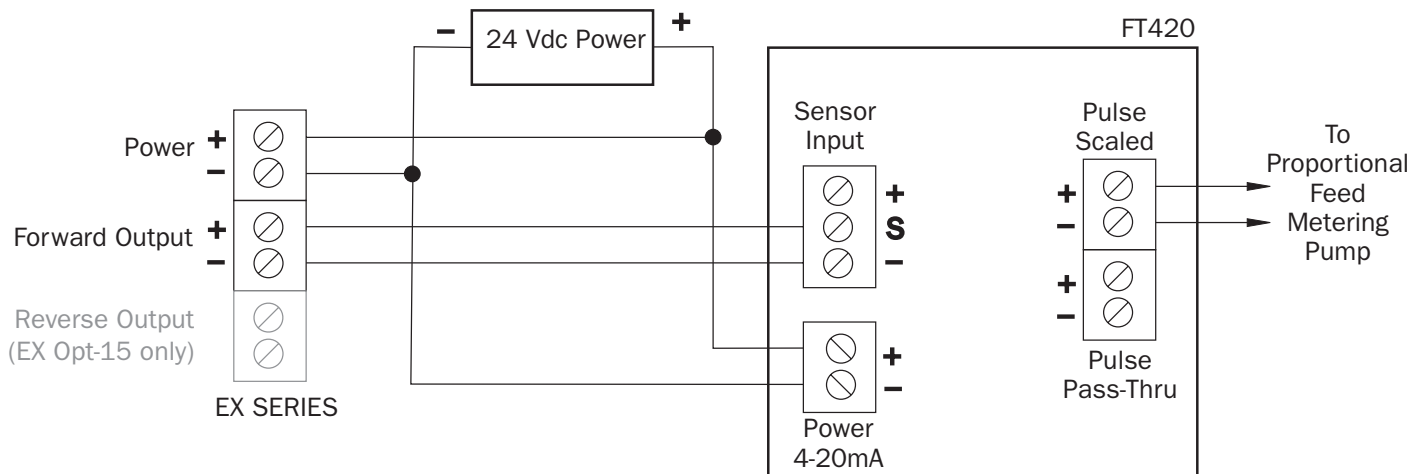 − 24 Vdc Power +
FT420
Power + −
Forward Output + −
Reverse Output
(EX Opt-15 only)
EX SERIES
Sensor
Input
+
S
−
+
−
Power
4-20mA
Pulse
Scaled
+
−
+
−
Pulse
Pass-Thru
To
Proportional
Feed
Metering
Pump